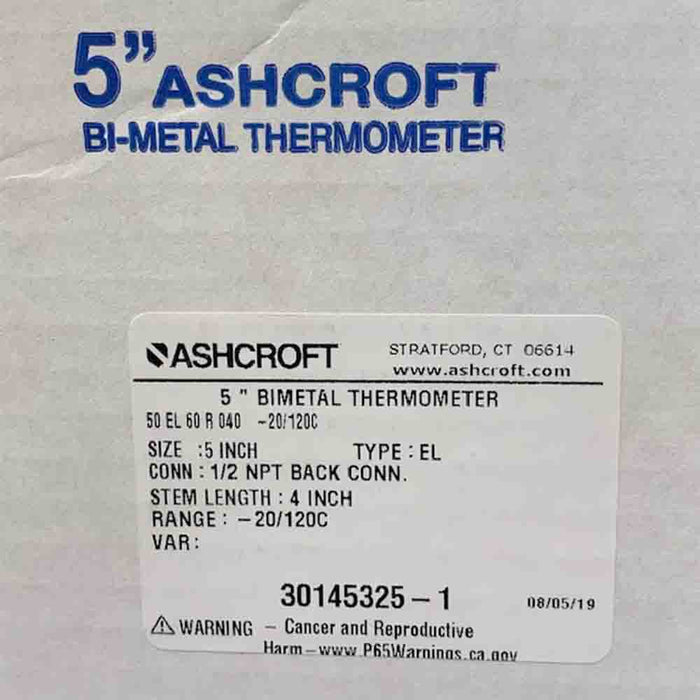 5” ASHCROFT
BI-METAL THERMOMETER
ASHCROFT
STRATFORD, CT 06614
www.ashcroft.com
5 " BIMETAL THERMOMETER
50 EL 60 R 040 -20/120C
SIZE :5 INCH TYPE : EL
CONN : 1/2 NPT BACK CONN.
STEM LENGTH : 4 INCH
RANGE : -20/120C
VAR:
30145325-1 08/05/19
⚠ WARNING - Cancer and Reproductive
Harm-www.P65Warnings.ca.gov